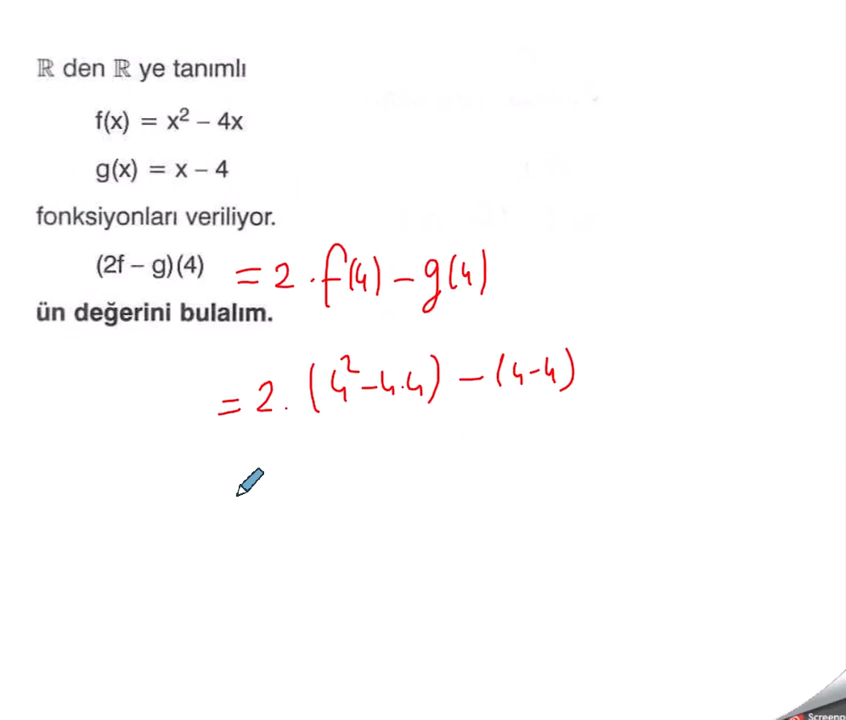 ℝ den ℝ ye tanımlı
f(x) = x² – 4x
g(x) = x – 4
fonksiyonları veriliyor.
(2f – g)(4) = 2 · f(4) – g(4)
ün değerini bulalım.
= 2 . (4² – 4.4) – (4-4)